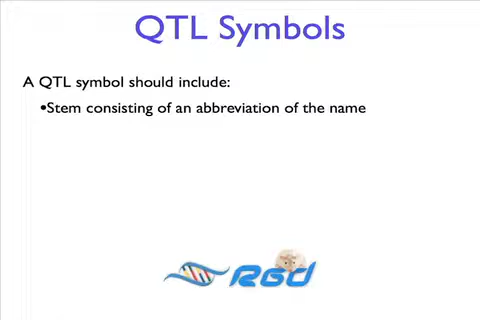 QTL Symbols
A QTL symbol should include:
•Stem consisting of an abbreviation of the name
RGD